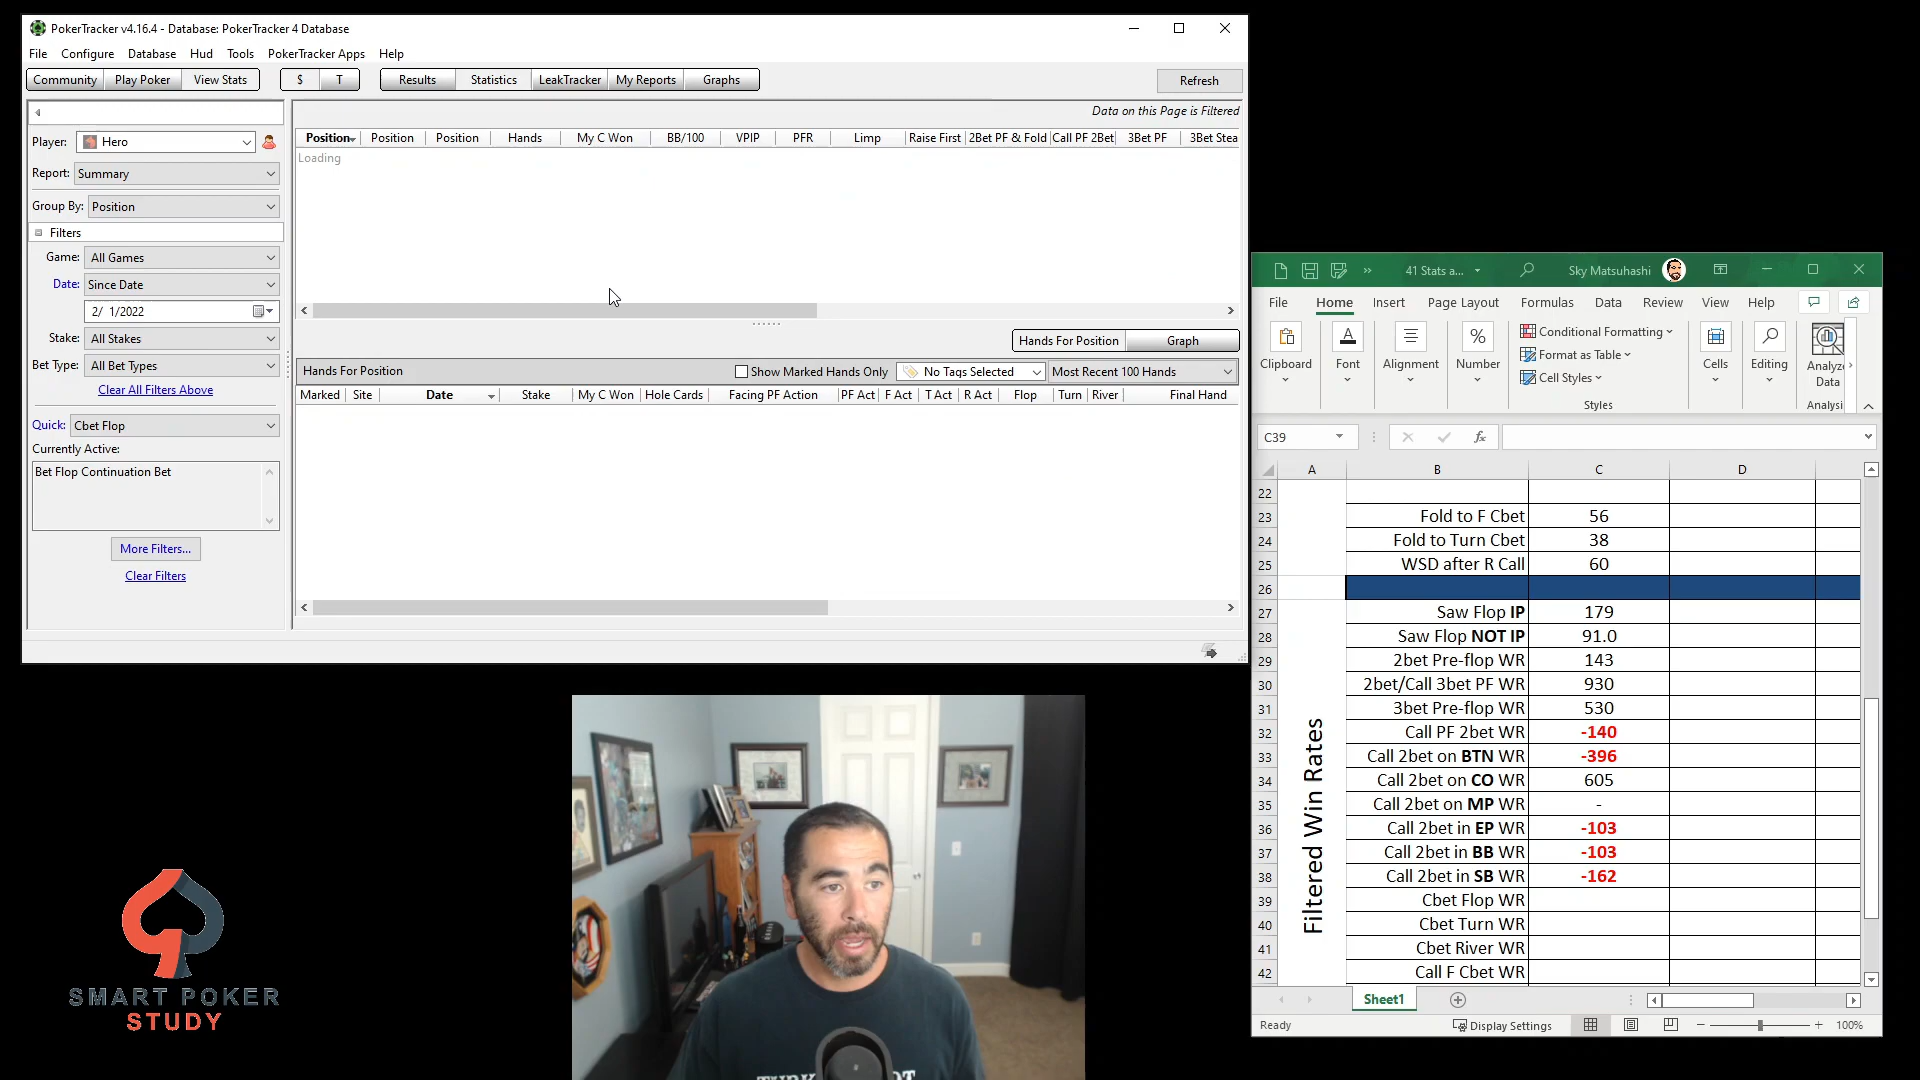 PokerTracker v4.16.4 - Database: PokerTracker 4 Database
File Configure Database Hud Tools PokerTracker Apps Help
Community Play Poker View Stats $ T Results Statistics LeakTracker My Reports Graphs Refresh
Data on this Page is Filtered
Player: Hero
Report: Summary
Group By: Position
Filters
Game: All Games
Date: Since Date
2/ 1/2022
Stake: All Stakes
Bet Type: All Bet Types
Clear All Filters Above
Quick: Cbet Flop
Currently Active:
Bet Flop Continuation Bet
More Filters...
Clear Filters
Position Position Position Hands My C Won BB/100 VPIP PFR Limp Raise First 2Bet PF & Fold Call PF 2Bet 3Bet PF 3Bet Stea
Loading
Hands For Position Graph
Hands For Position Show Marked Hands Only No Tags Selected Most Recent 100 Hands
Marked Site Date Stake My C Won Hole Cards Facing PF Action PF Act F Act T Act R Act Flop Turn River Final Hand
41 Stats a... Sky Matsuhashi
File Home Insert Page Layout Formulas Data Review View Help
Clipboard Font Alignment Number Conditional Formatting Format as Table Cell Styles Styles Cells Editing Analyze Data Analysi
C39 fx
A B C D
22
23 Fold to F Cbet 56
24 Fold to Turn Cbet 38
25 WSD after R Call 60
26
27 Saw Flop IP 179
28 Saw Flop NOT IP 91.0
29 2bet Pre-flop WR 143
30 2bet/Call 3bet PF WR 930
31 3bet Pre-flop WR 530
32 Call PF 2bet WR -140
33 Call 2bet on BTN WR -396
34 Call 2bet on CO WR 605
35 Call 2bet on MP WR -
36 Call 2bet in EP WR -103
37 Call 2bet in BB WR -103
38 Call 2bet in SB WR -162
39 Cbet Flop WR
40 Cbet Turn WR
41 Cbet River WR
42 Call F Cbet WR
Filtered Win Rates
Sheet1
Ready Display Settings 100%
SMART POKER
STUDY